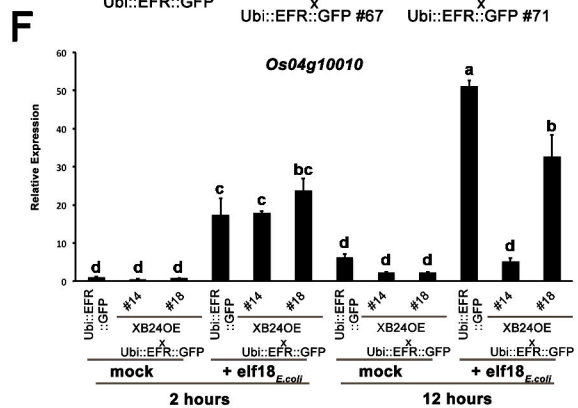 Ubi::EFR::GFP
x x
Ubi::EFR::GFP #67 Ubi::EFR::GFP #71
F
Os04g10010
Relative Expression
60
50
40
30
20
10
0
d d d c c bc d d d a d b
Ubi::EFR ::GFP #14 #18 Ubi::EFR ::GFP #14 #18 Ubi::EFR ::GFP #14 #18 Ubi::EFR ::GFP #14 #18
XB24OE XB24OE XB24OE XB24OE
x x x x
Ubi::EFR::GFP Ubi::EFR::GFP Ubi::EFR::GFP Ubi::EFR::GFP
mock + elf18 E.coli mock + elf18 E.coli
2 hours 12 hours